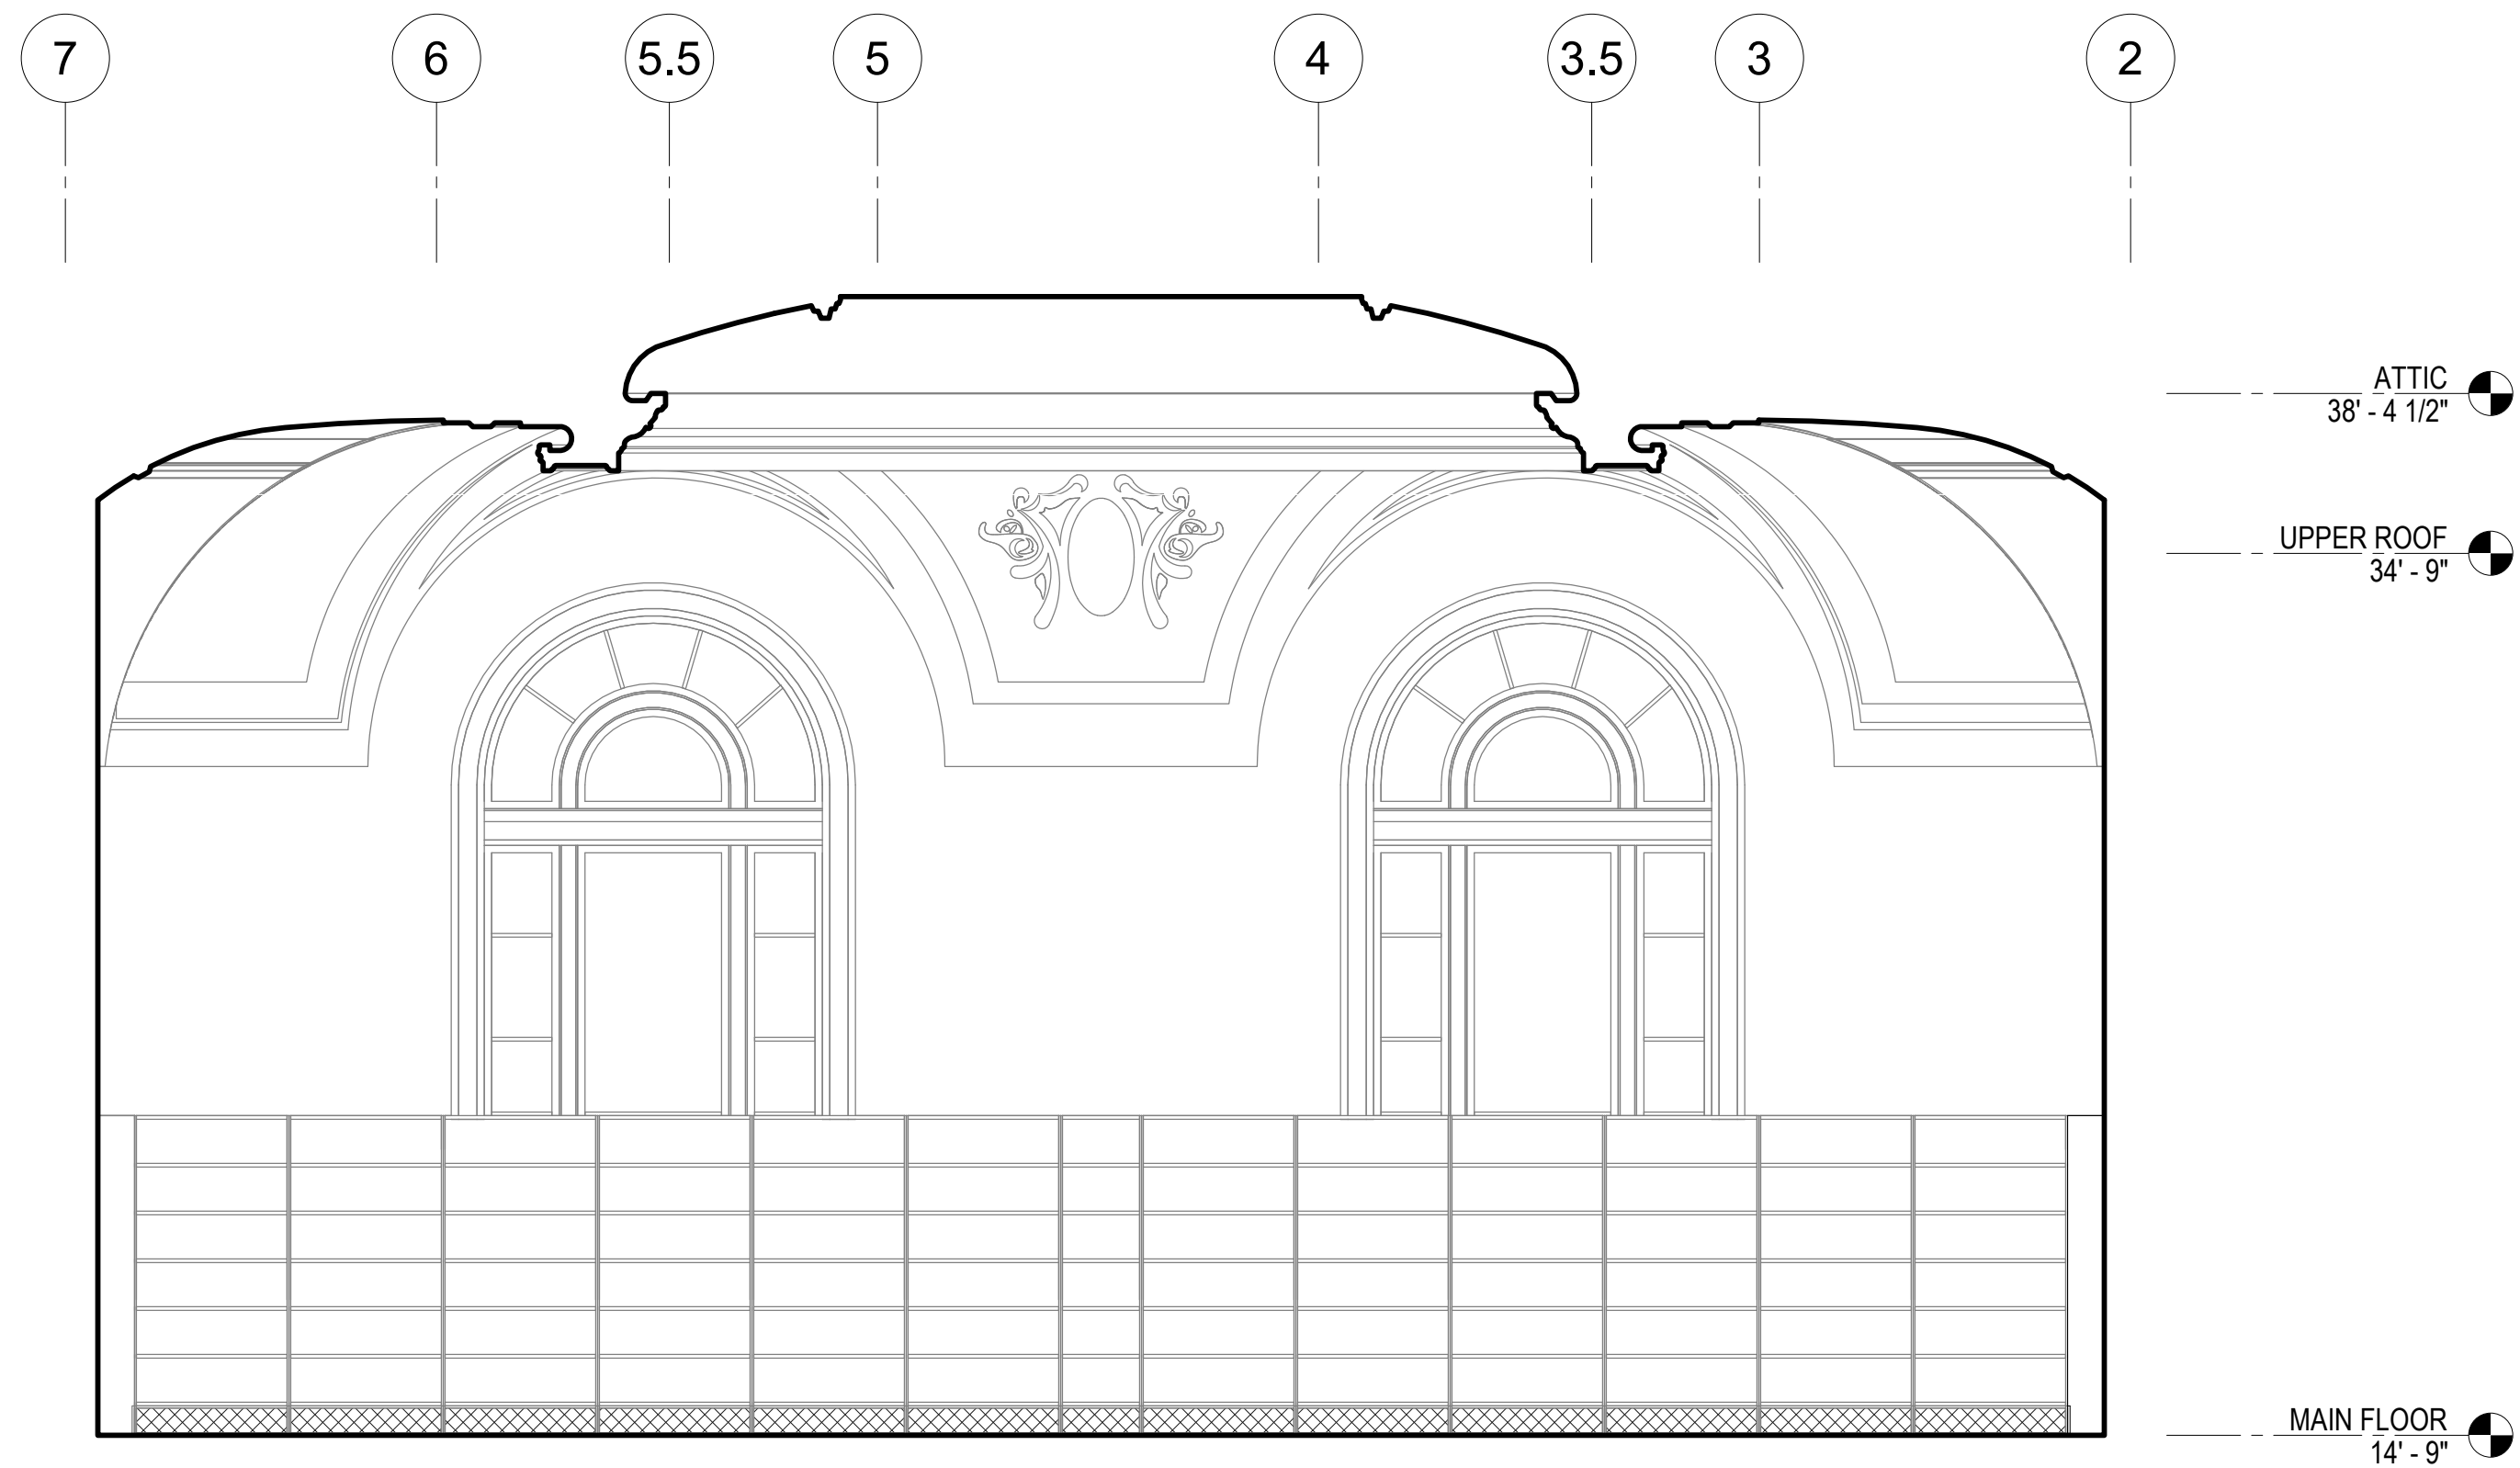 7
6
5.5
5
4
3.5
3
2
ATTIC
38' - 4 1/2"
UPPER ROOF
34' - 9"
MAIN FLOOR
14' - 9"